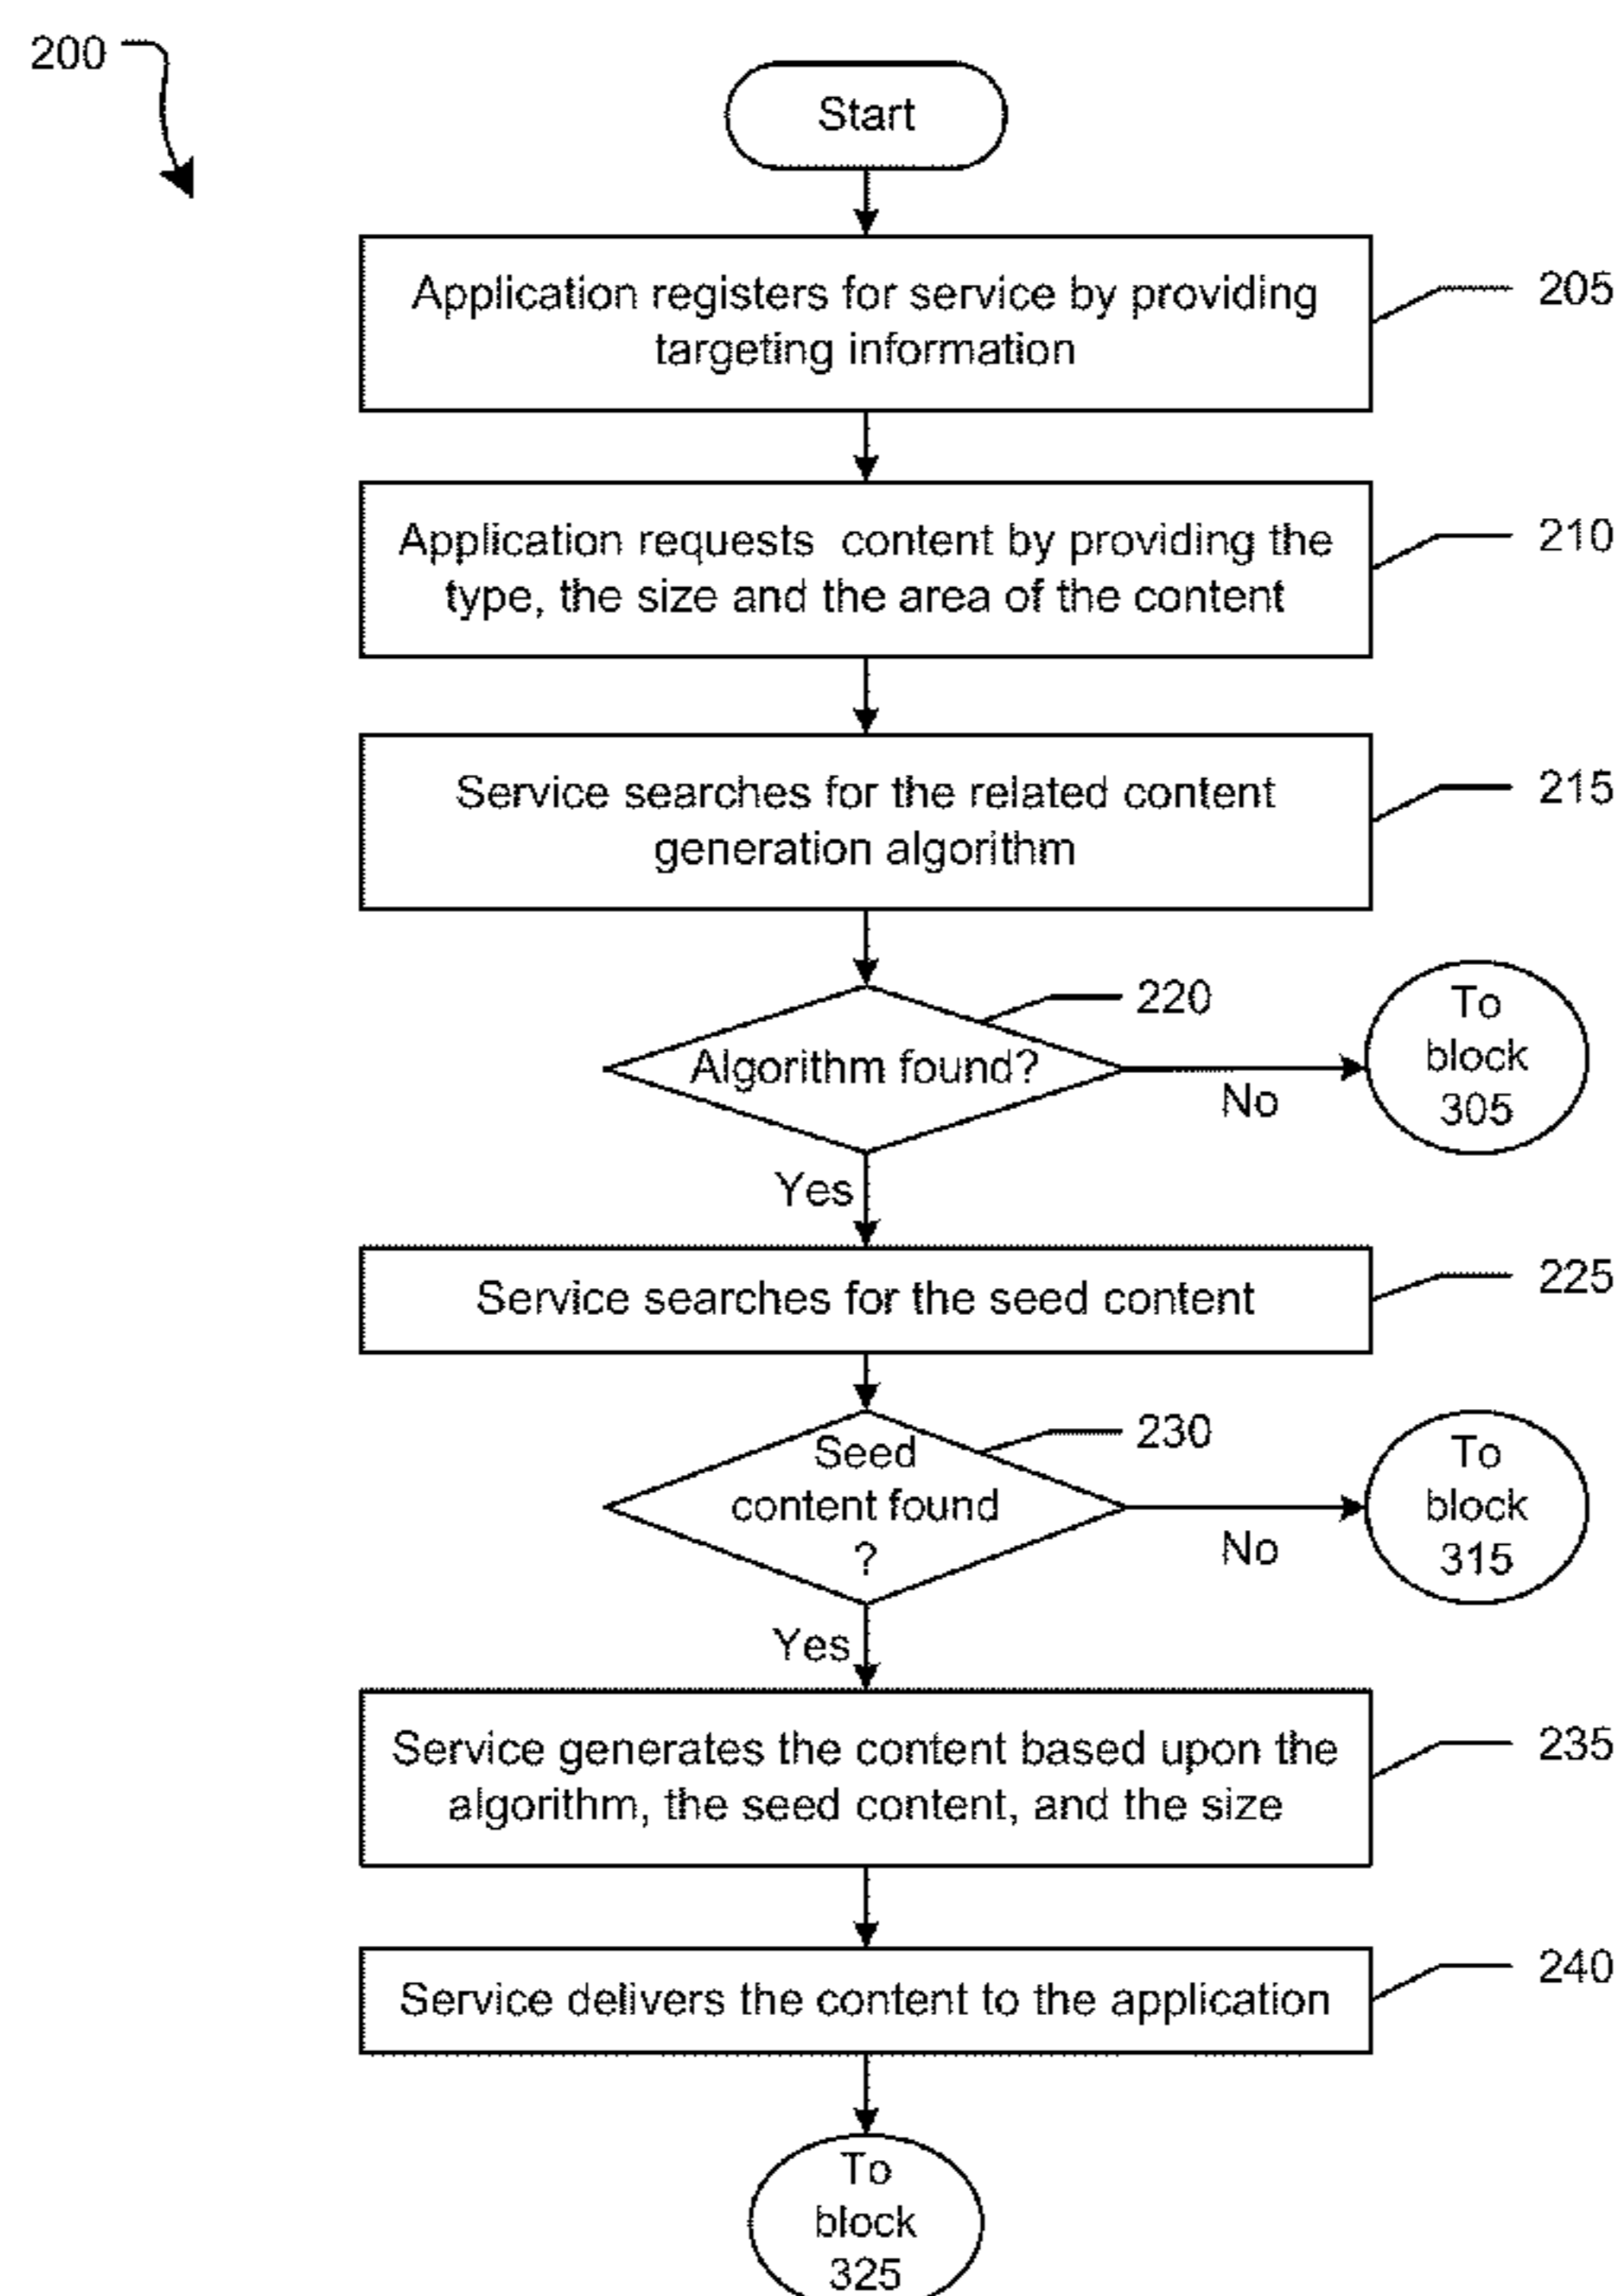 200
Start
Application registers for service by providing
targeting information
205
Application requests content by providing the
type, the size and the area of the content
210
Service searches for the related content
generation algorithm
215
220
Algorithm found?
No
To
block
305
Yes
Service searches for the seed content
225
230
Seed
content found
?
No
To
block
315
Yes
Service generates the content based upon the
algorithm, the seed content, and the size
235
Service delivers the content to the application
240
To
block
325